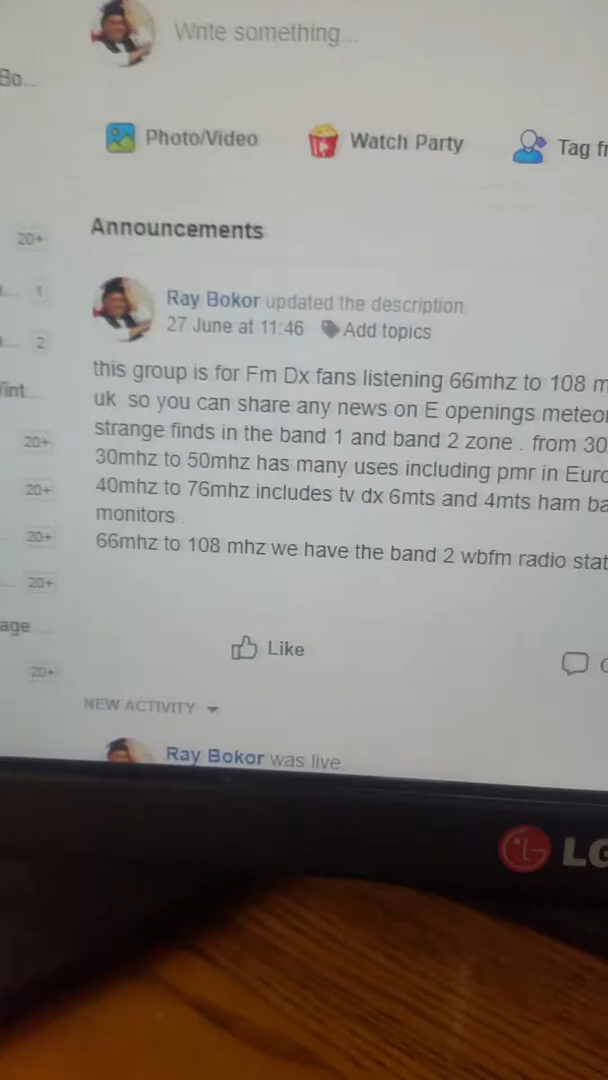 Write something...
Bo...
Photo/Video
Watch Party
Tag fr
Announcements
20+
Ray Bokor updated the description.
... 1
27 June at 11:46 Add topics
... 2
this group is for Fm Dx fans listening 66mhz to 108 m
uk so you can share any news on E openings meteor
strange finds in the band 1 and band 2 zone . from 30
20+
30mhz to 50mhz has many uses including pmr in Euro
20+
40mhz to 76mhz includes tv dx 6mts and 4mts ham ba
monitors .
20+
66mhz to 108 mhz we have the band 2 wbfm radio stat
20+
age
Like
20+
NEW ACTIVITY
Ray Bokor was live.
LG